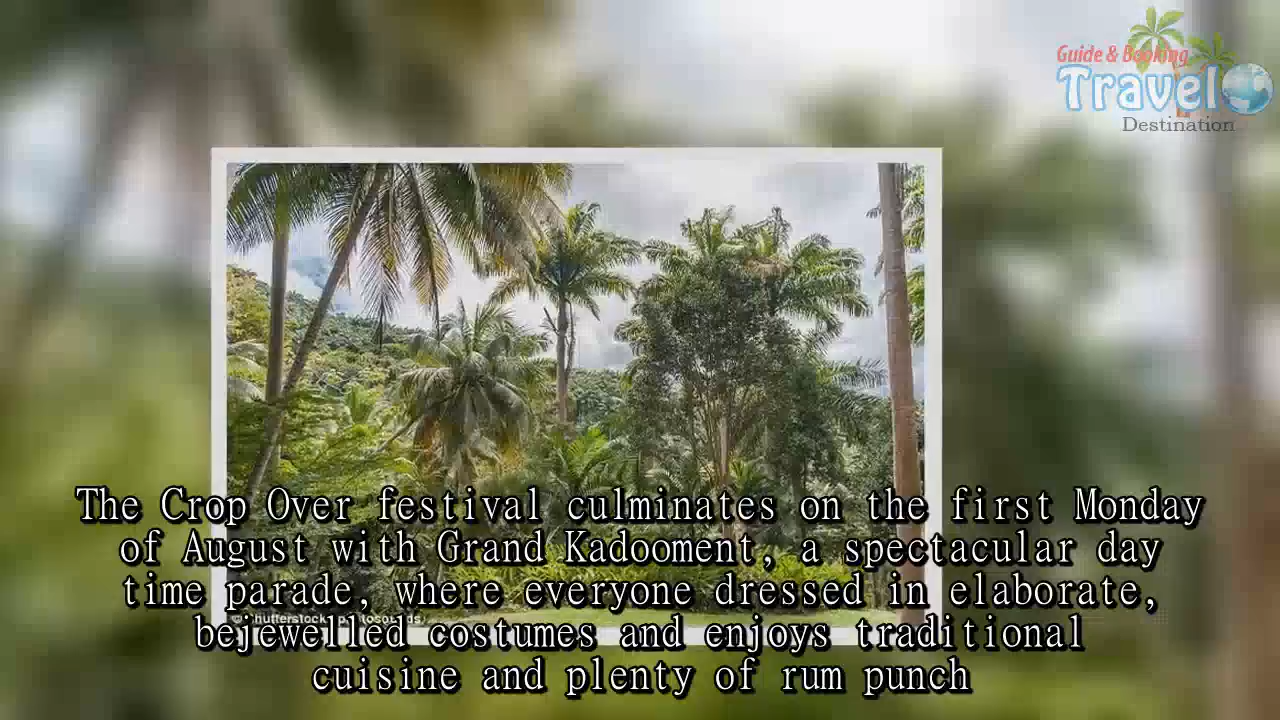 Guide & Booking
Travel
Destination
The Crop Over festival culminates on the first Monday
of August with Grand Kadooment, a spectacular day
time parade, where everyone dressed in elaborate,
bejewelled costumes and enjoys traditional
cuisine and plenty of rum punch